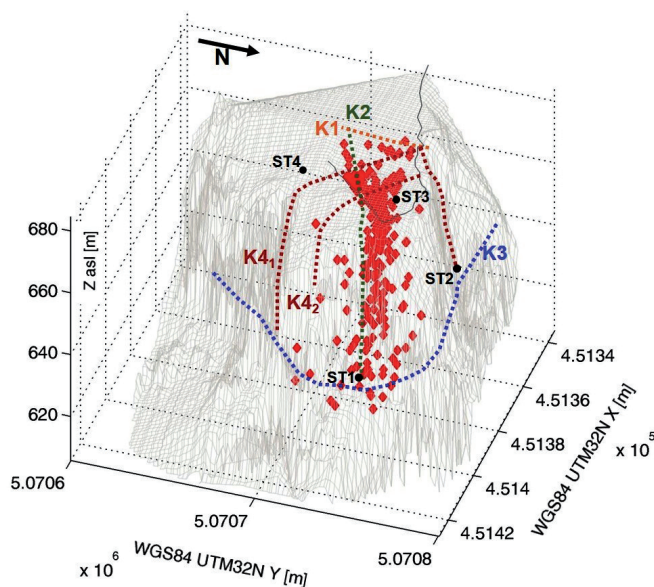 N
K2
K1
ST4
ST3
K4₁
K3
ST2
K4₂
ST1
680
660
640
620
Z asl [m]
5.0706
5.0707
5.0708
x 10⁶
WGS84 UTM32N Y [m]
4.5134
4.5136
4.5138
4.514
4.5142
x 10⁵
WGS84 UTM32N X [m]